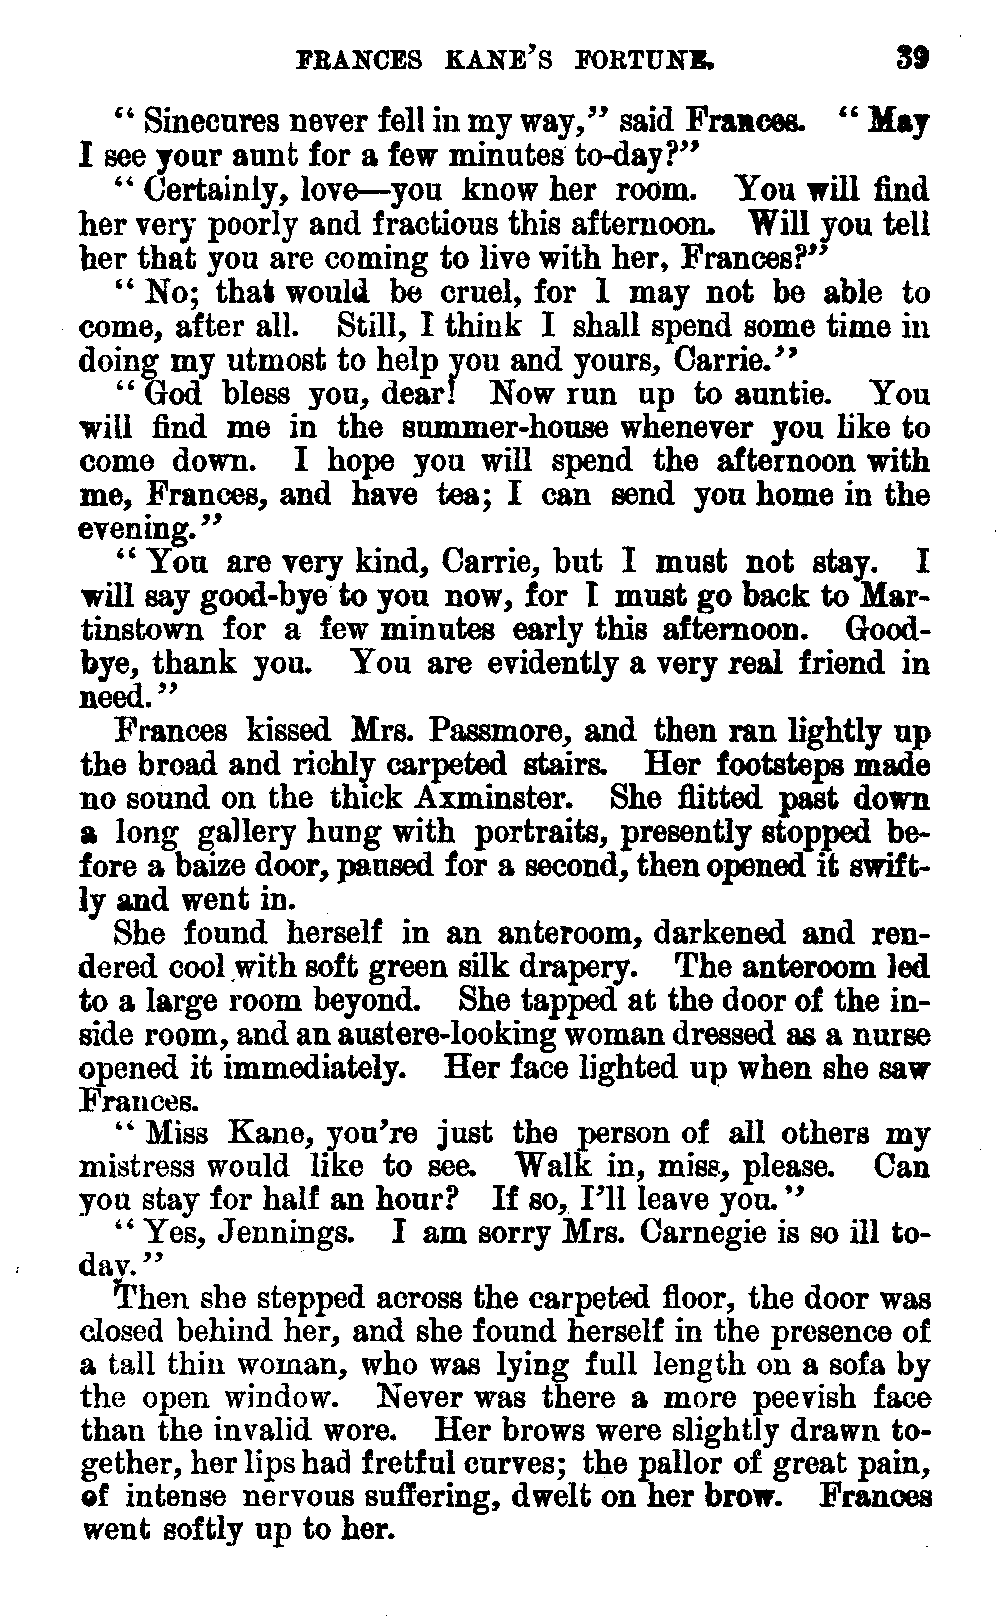 FRANCES KANE'S FORTUNE. 39
"Sinecures never fell in my way," said Frances. "May
I see your aunt for a few minutes to-day?"
"Certainly, love—you know her room. You will find
her very poorly and fractious this afternoon. Will you tell
her that you are coming to live with her, Frances?"
"No; that would be cruel, for I may not be able to
come, after all. Still, I think I shall spend some time in
doing my utmost to help you and yours, Carrie."
"God bless you, dear! Now run up to auntie. You
will find me in the summer-house whenever you like to
come down. I hope you will spend the afternoon with
me, Frances, and have tea; I can send you home in the
evening."
"You are very kind, Carrie, but I must not stay. I
will say good-bye to you now, for I must go back to Mar-
tinstown for a few minutes early this afternoon. Good-
bye, thank you. You are evidently a very real friend in
need."
Frances kissed Mrs. Passmore, and then ran lightly up
the broad and richly carpeted stairs. Her footsteps made
no sound on the thick Axminster. She flitted past down
a long gallery hung with portraits, presently stopped be-
fore a baize door, paused for a second, then opened it swift-
ly and went in.
She found herself in an anteroom, darkened and ren-
dered cool with soft green silk drapery. The anteroom led
to a large room beyond. She tapped at the door of the in-
side room, and an austere-looking woman dressed as a nurse
opened it immediately. Her face lighted up when she saw
Frances.
"Miss Kane, you're just the person of all others my
mistress would like to see. Walk in, miss, please. Can
you stay for half an hour? If so, I'll leave you."
"Yes, Jennings. I am sorry Mrs. Carnegie is so ill to-
day."
Then she stepped across the carpeted floor, the door was
closed behind her, and she found herself in the presence of
a tall thin woman, who was lying full length on a sofa by
the open window. Never was there a more peevish face
than the invalid wore. Her brows were slightly drawn to-
gether, her lips had fretful curves; the pallor of great pain,
of intense nervous suffering, dwelt on her brow. Frances
went softly up to her.